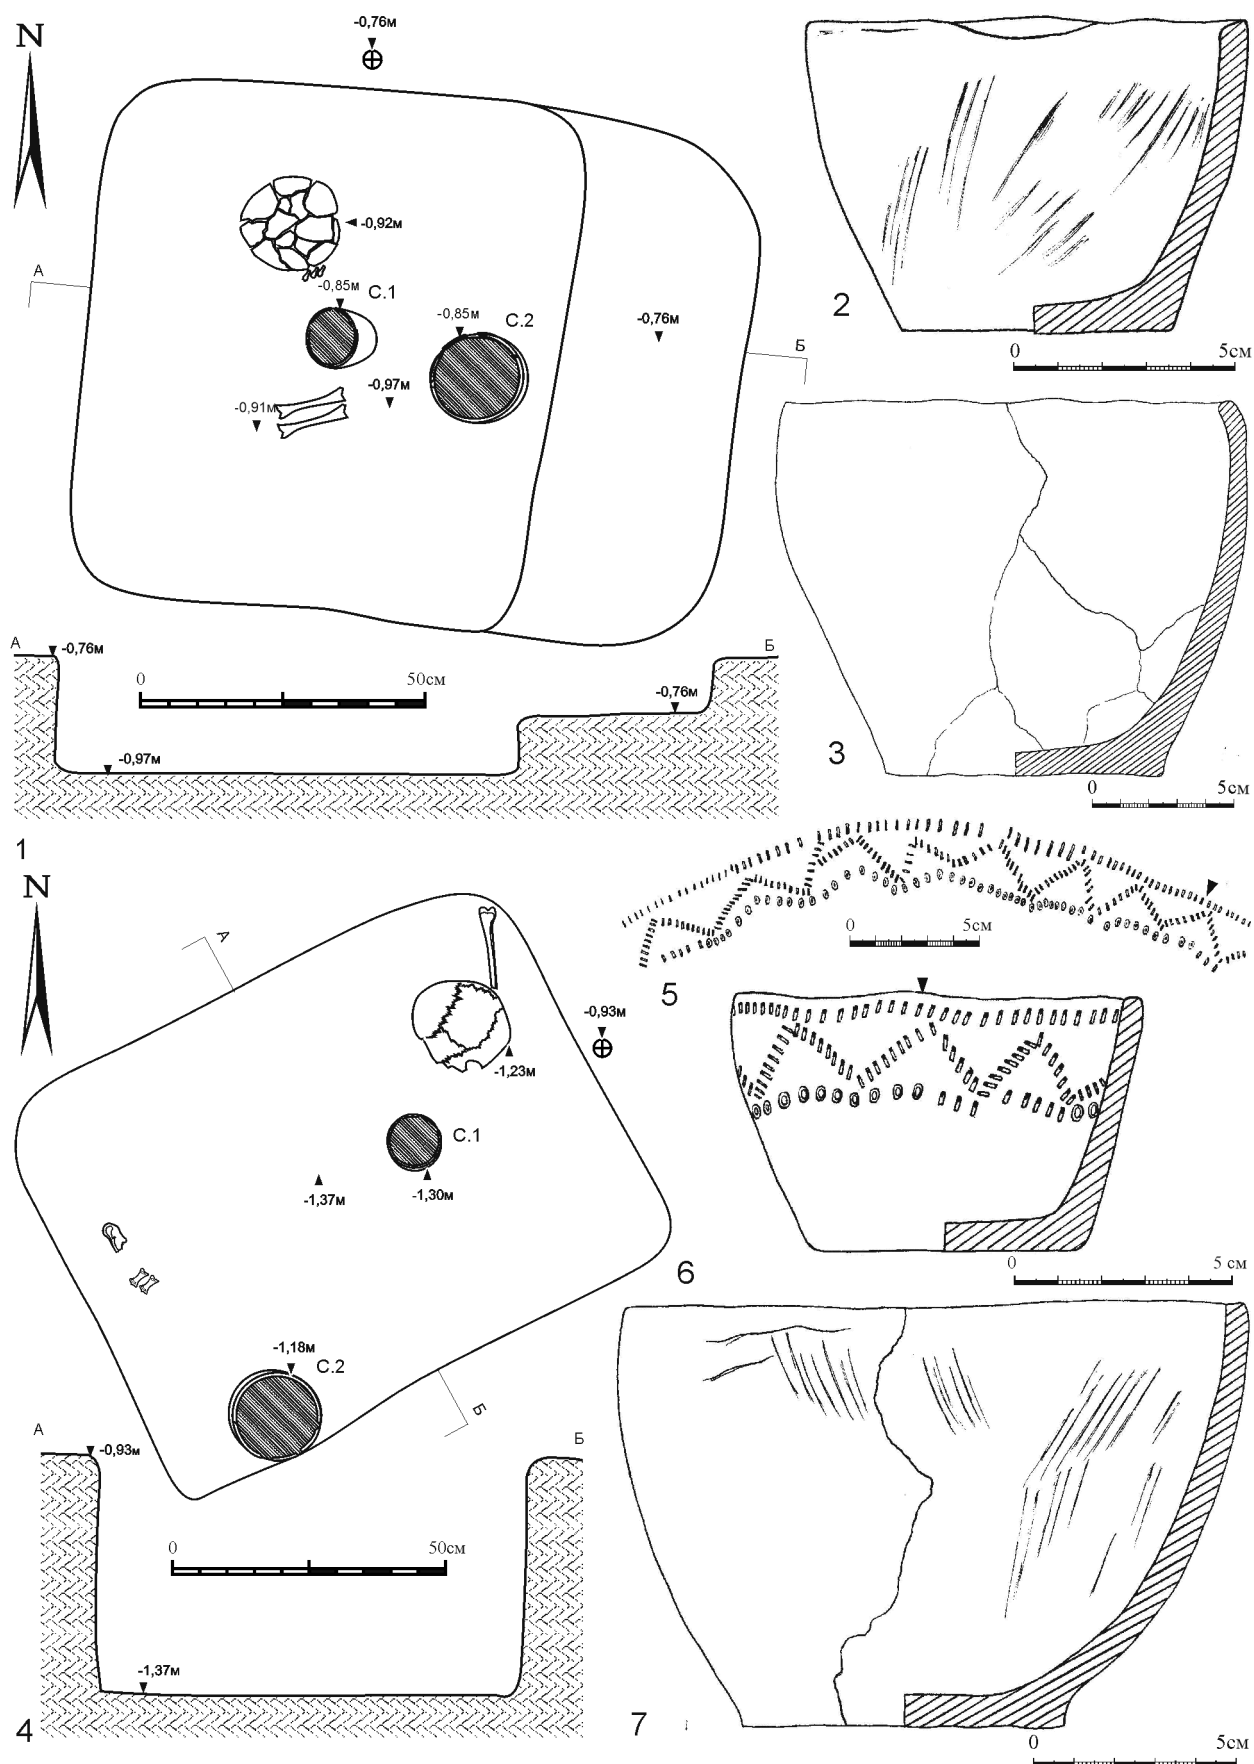 N
-0,76м
-0,92м
А
-0,85м
С.1
-0,85м
С.2
-0,76м
Б
-0,97м
-0,91м
А
-0,76м
Б
0
50см
-0,76м
-0,97м
1
2
0
5см
3
0
5см
N
А
-0,93м
-1,23м
С.1
-1,37м
-1,30м
-1,18м
С.2
Б
А
-0,93м
Б
0
50см
-1,37м
4
0
5см
5
6
0
5 см
7
0
5см